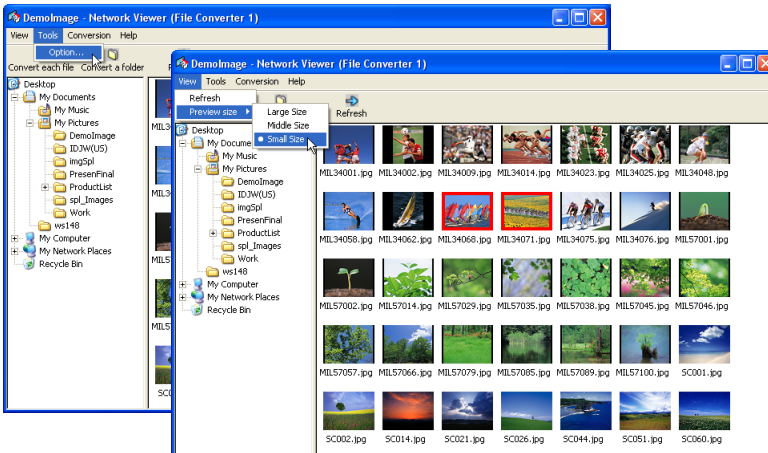 DemoImage - Network Viewer (File Converter 1)
View Tools Conversion Help
Option...
Convert each file Convert a folder
Desktop
My Documents
My Music
My Pictures
DemoImage
IDJW(US)
imgSpl
PresenFinal
ProductList
spl_Images
Work
ws148
My Computer
My Network Places
Recycle Bin
DemoImage - Network Viewer (File Converter 1)
View Tools Conversion Help
Refresh
Preview size
Large Size
Middle Size
Small Size
Refresh
Desktop
My Docume
My Music
My Pictures
DemoImage
IDJW(US)
imgSpl
PresenFinal
ProductList
spl_Images
Work
ws148
My Computer
My Network Places
Recycle Bin
MIL34001.jpg MIL34002.jpg MIL34009.jpg MIL34014.jpg MIL34023.jpg MIL34025.jpg MIL34048.jpg
MIL34058.jpg MIL34062.jpg MIL34068.jpg MIL34071.jpg MIL34075.jpg MIL34076.jpg MIL57001.jpg
MIL57002.jpg MIL57014.jpg MIL57029.jpg MIL57035.jpg MIL57038.jpg MIL57045.jpg MIL57046.jpg
MIL57057.jpg MIL57066.jpg MIL57079.jpg MIL57085.jpg MIL57089.jpg MIL57100.jpg SC001.jpg
SC002.jpg SC014.jpg SC021.jpg SC026.jpg SC044.jpg SC051.jpg SC060.jpg